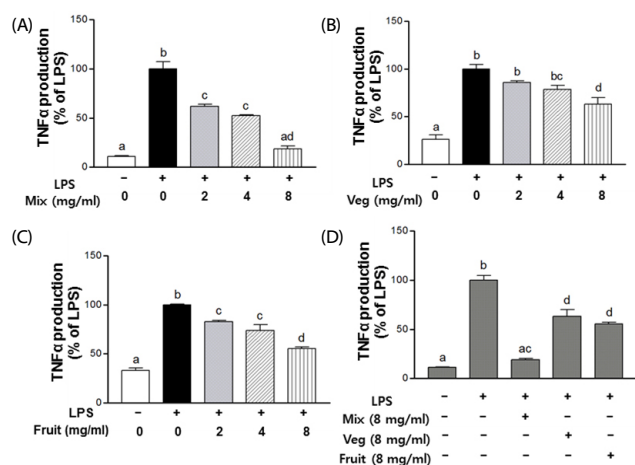 (A)
TNFα production
(% of LPS)
150
100
50
0
a
b
c
c
ad
LPS − + + + +
Mix (mg/ml) 0 0 2 4 8
(B)
TNFα production
(% of LPS)
150
100
50
0
a
b
b
bc
d
LPS − + + + +
Veg (mg/ml) 0 0 2 4 8
(C)
TNFα production
(% of LPS)
150
100
50
0
a
b
c
c
d
LPS − + + + +
Fruit (mg/ml) 0 0 2 4 8
(D)
TNFα production
(% of LPS)
150
100
50
0
a
b
ac
d
d
LPS − + + + +
Mix (8 mg/ml) − − + − −
Veg (8 mg/ml) − − − + −
Fruit (8 mg/ml) − − − − +